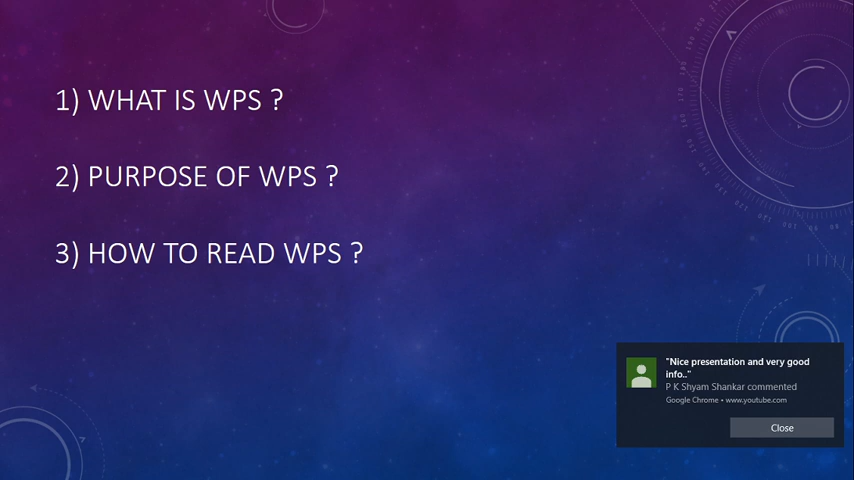 1) WHAT IS WPS ?
2) PURPOSE OF WPS ?
3) HOW TO READ WPS ?
"Nice presentation and very good
info.."
P K Shyam Shankar commented
Google Chrome • www.youtube.com
Close